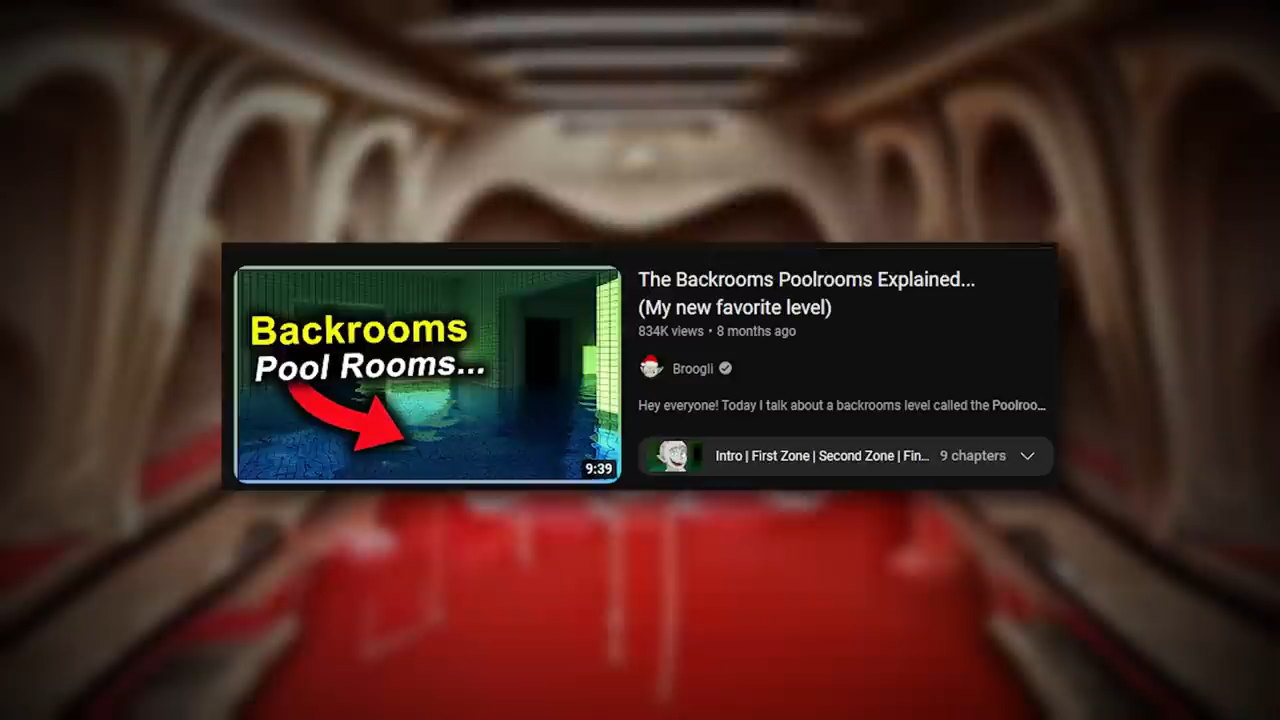 Backrooms
Pool Rooms...
9:39
The Backrooms Poolrooms Explained...
(My new favorite level)
834K views • 8 months ago
Broogli
Hey everyone! Today I talk about a backrooms level called the Poolroo...
Intro | First Zone | Second Zone | Fin... 9 chapters